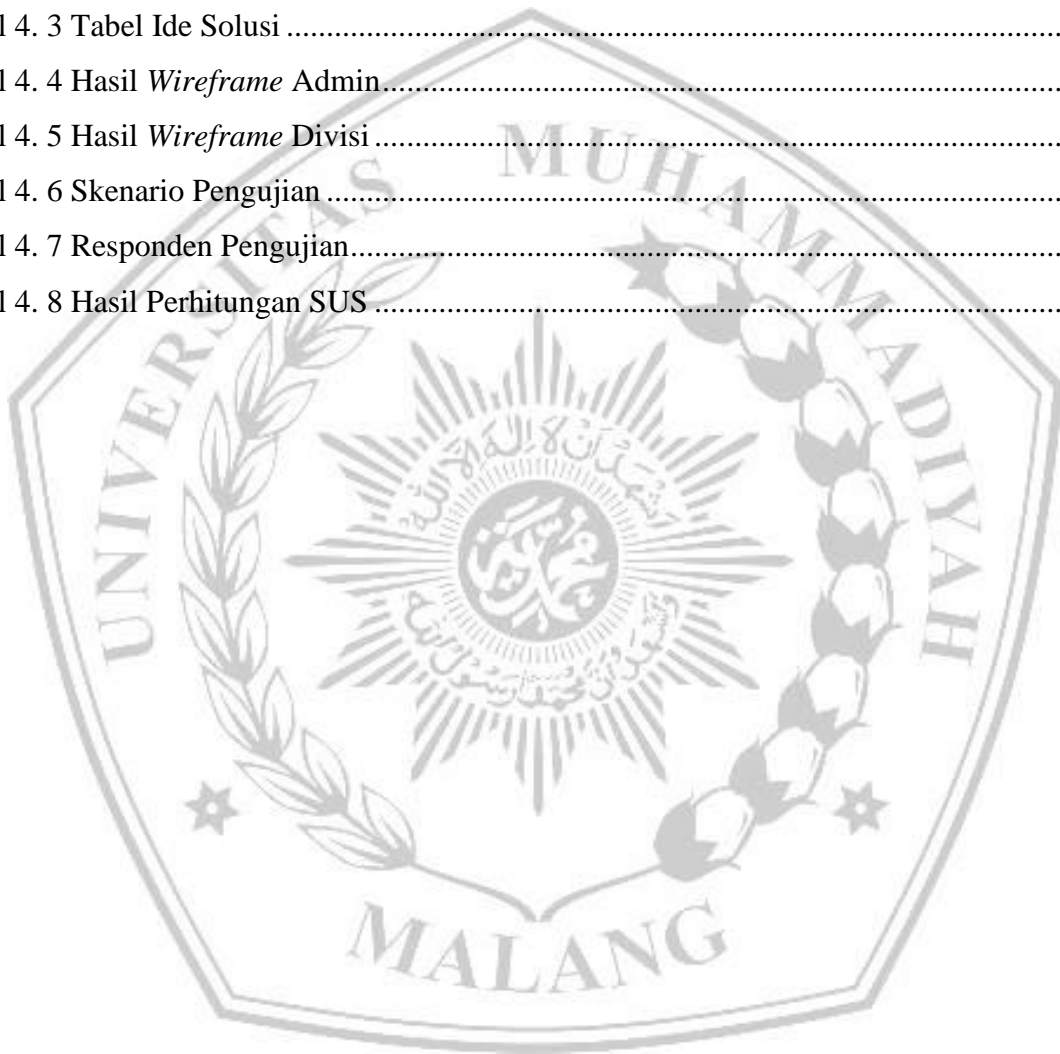 l 4. 3 Tabel Ide Solusi ....................................................................................................
l 4. 4 Hasil Wireframe Admin........................................................................................
l 4. 5 Hasil Wireframe Divisi .........................................................................................
l 4. 6 Skenario Pengujian ...............................................................................................
l 4. 7 Responden Pengujian............................................................................................
l 4. 8 Hasil Perhitungan SUS .........................................................................................
UNIVERSITAS MUHAMMADIYAH
MALANG